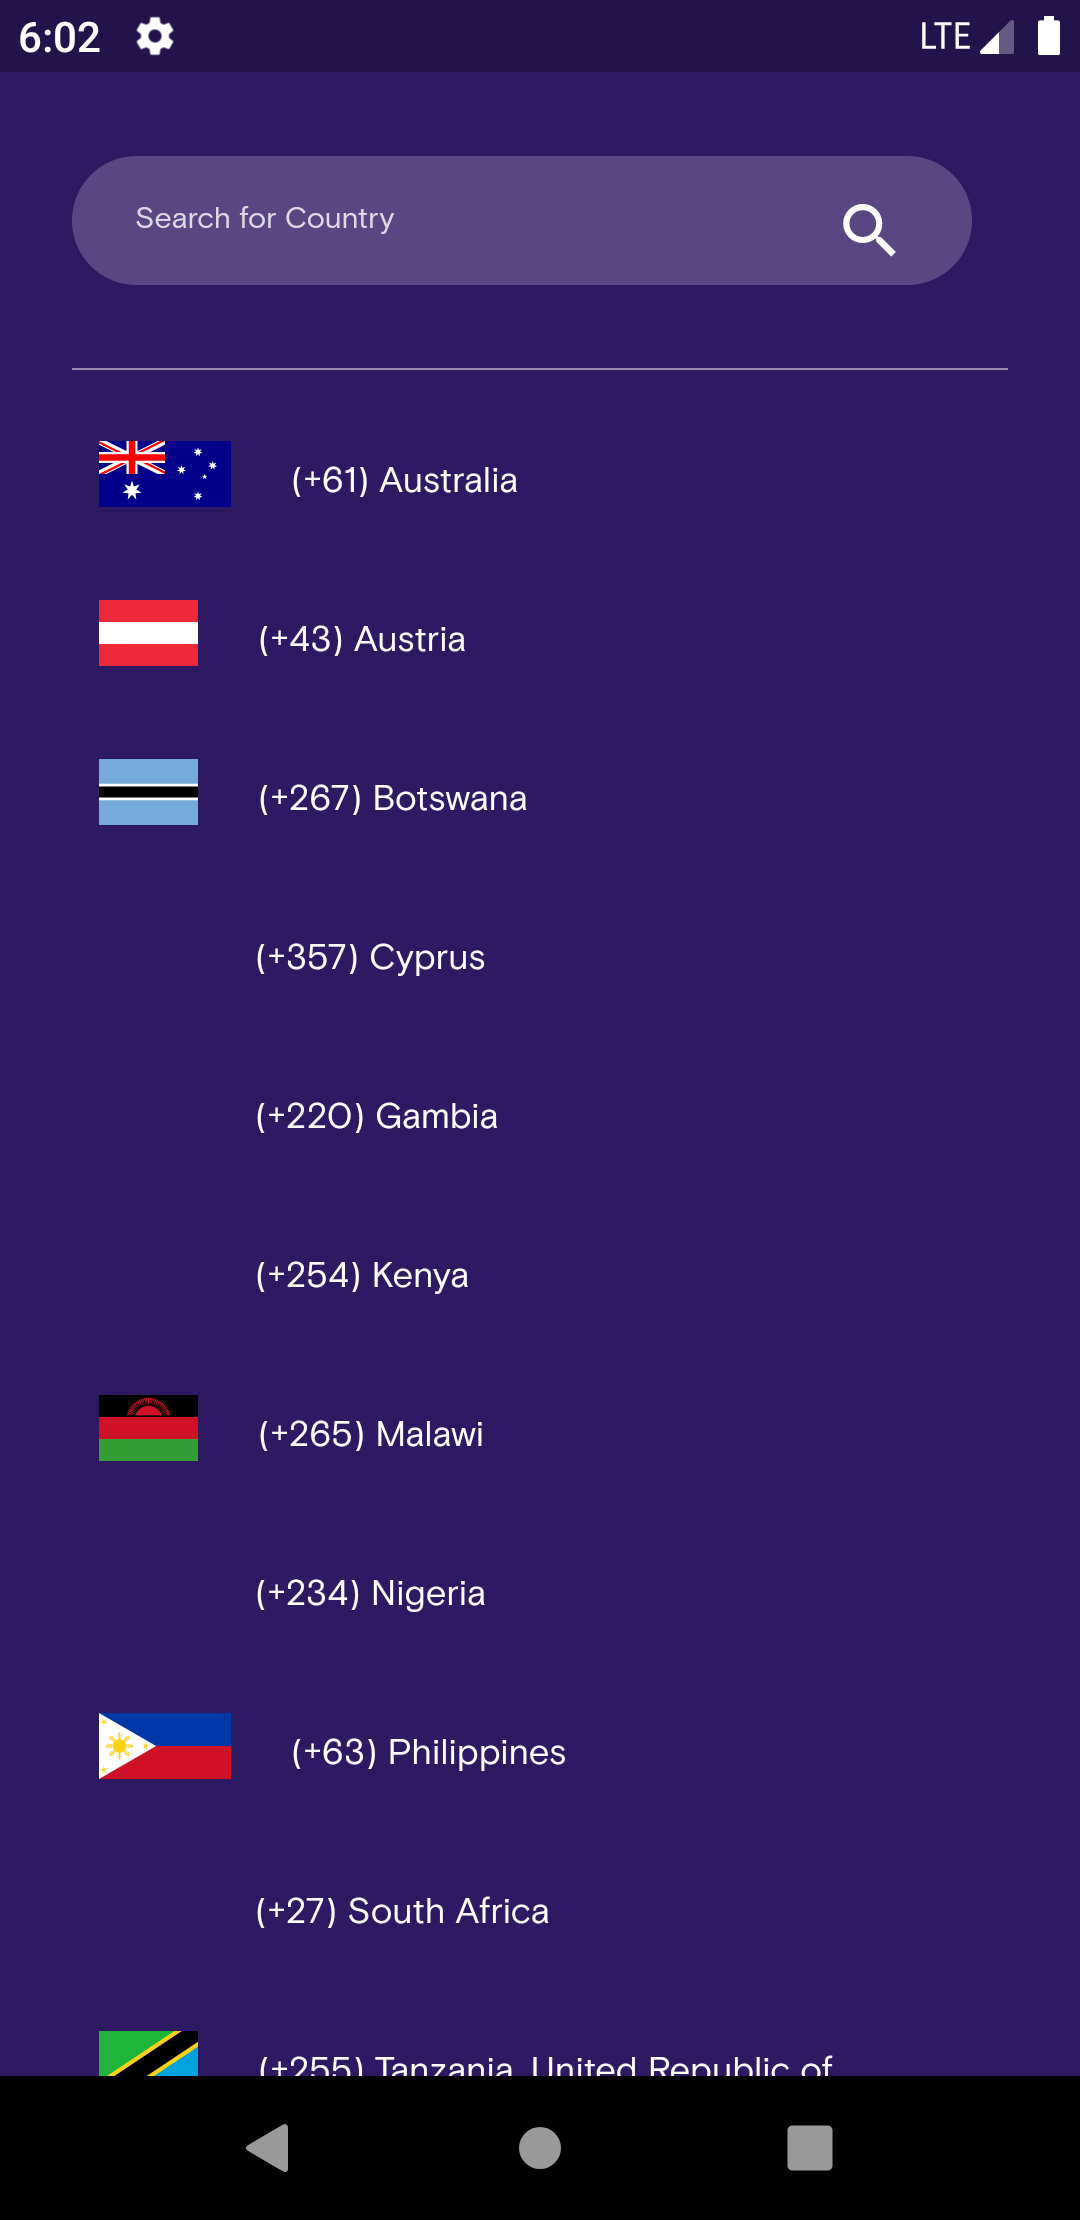 6:02
LTE
Search for Country
(+61) Australia
(+43) Austria
(+267) Botswana
(+357) Cyprus
(+220) Gambia
(+254) Kenya
(+265) Malawi
(+234) Nigeria
(+63) Philippines
(+27) South Africa
(+255) Tanzania, United Republic of